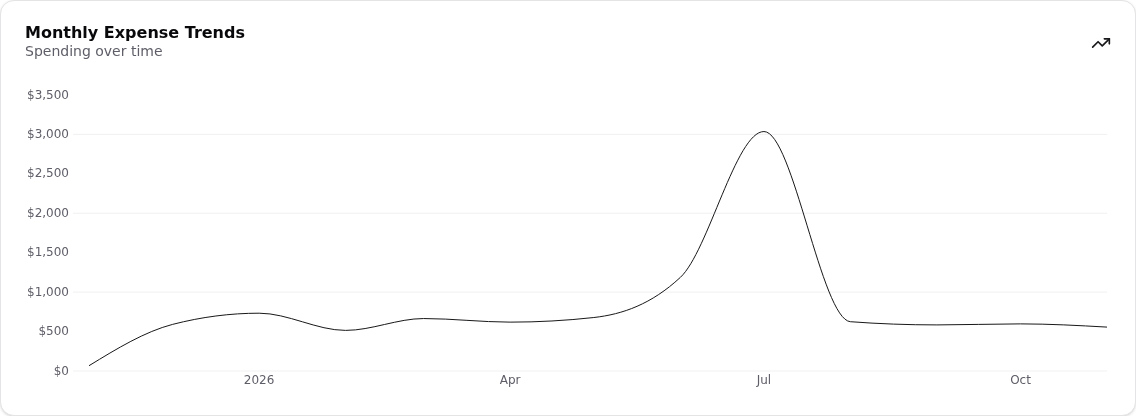 Monthly Expense Trends
Spending over time
$3,500
$3,000
$2,500
$2,000
$1,500
$1,000
$500
$0
2026 Apr Jul Oct